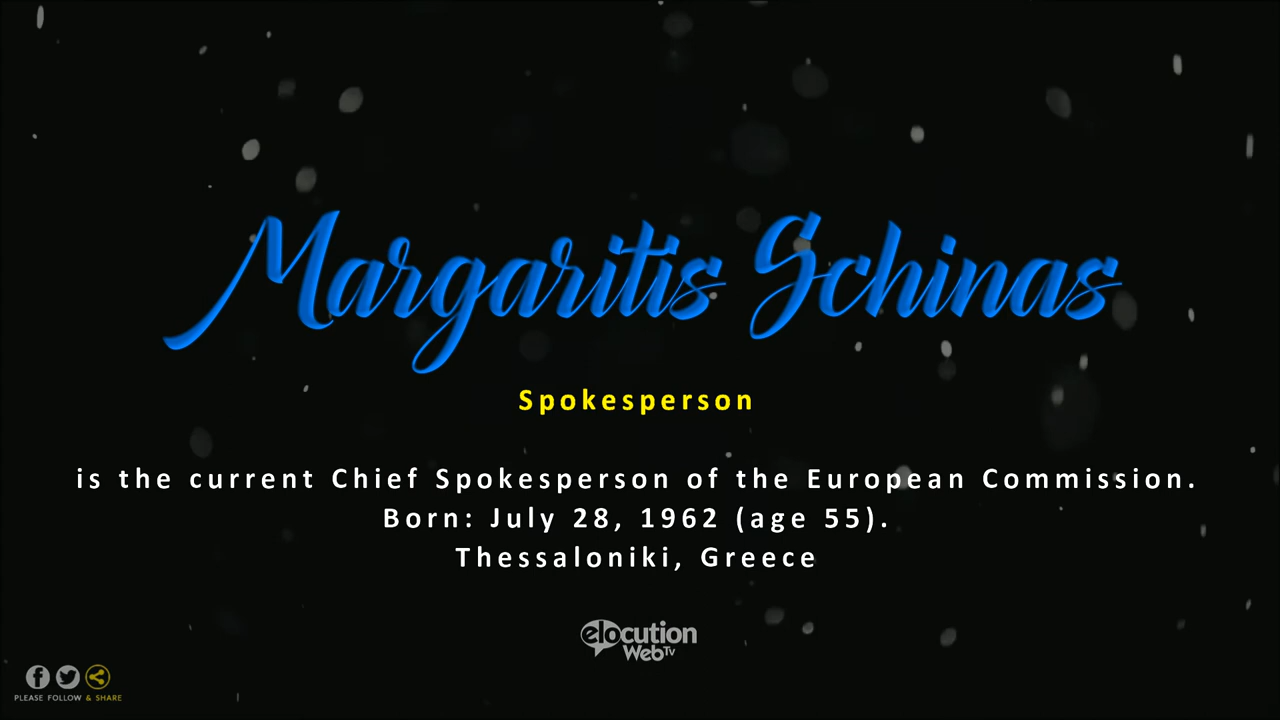 Margaritis Schinas
Spokesperson
is the current Chief Spokesperson of the European Commission.
Born: July 28, 1962 (age 55).
Thessaloniki, Greece
elocution
WebTv
PLEASE FOLLOW & SHARE